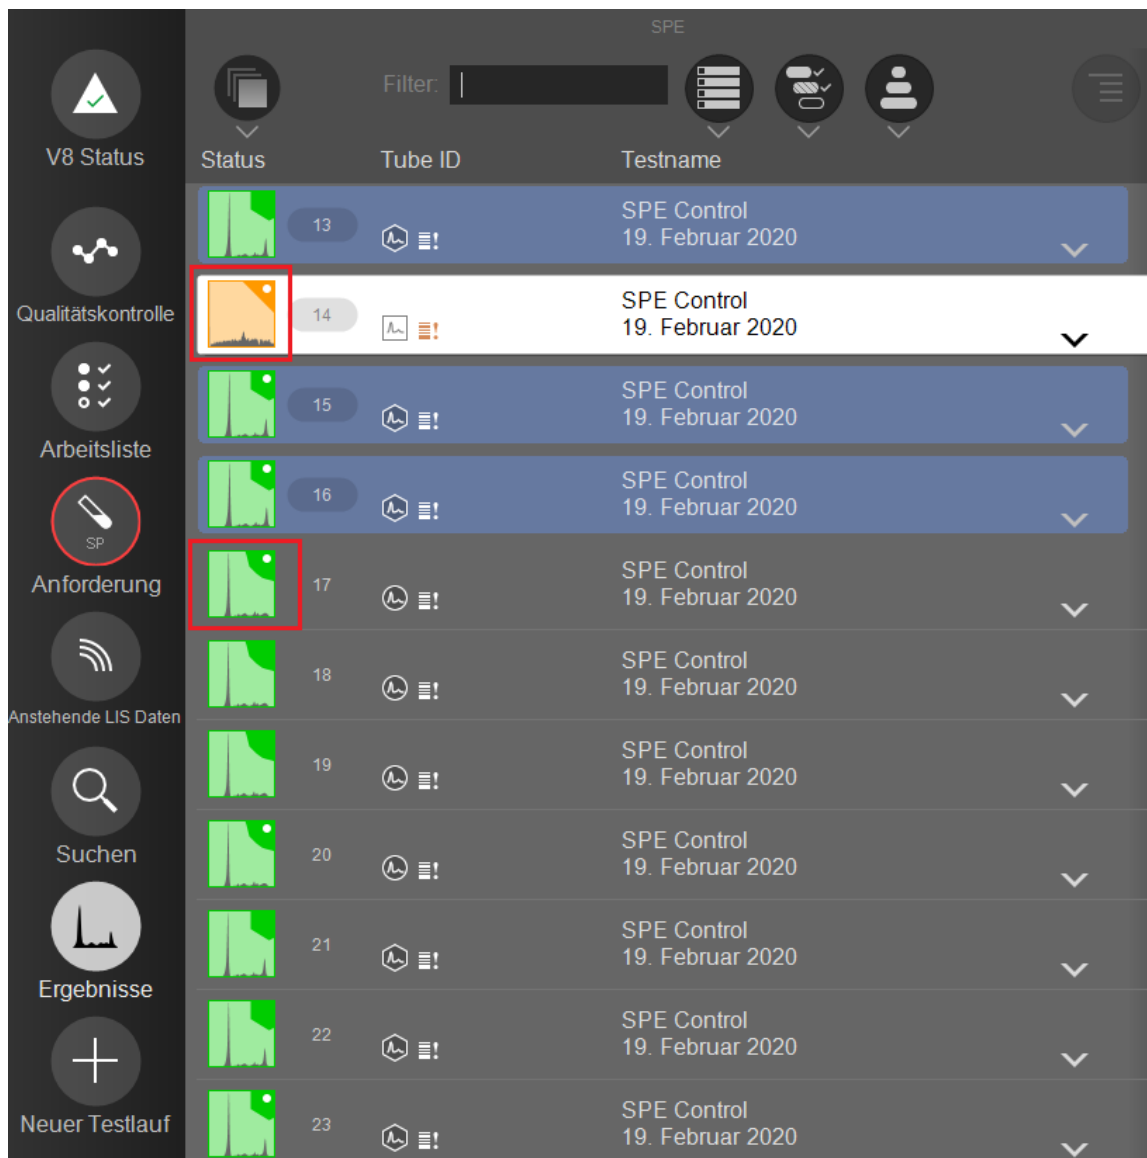 SPE
Filter:
Status Tube ID Testname
V8 Status
Qualitätskontrolle
Arbeitsliste
SP
Anforderung
Anstehende LIS Daten
Suchen
Ergebnisse
Neuer Testlauf
13 SPE Control
19. Februar 2020
14 SPE Control
19. Februar 2020
15 SPE Control
19. Februar 2020
16 SPE Control
19. Februar 2020
17 SPE Control
19. Februar 2020
18 SPE Control
19. Februar 2020
19 SPE Control
19. Februar 2020
20 SPE Control
19. Februar 2020
21 SPE Control
19. Februar 2020
22 SPE Control
19. Februar 2020
23 SPE Control
19. Februar 2020